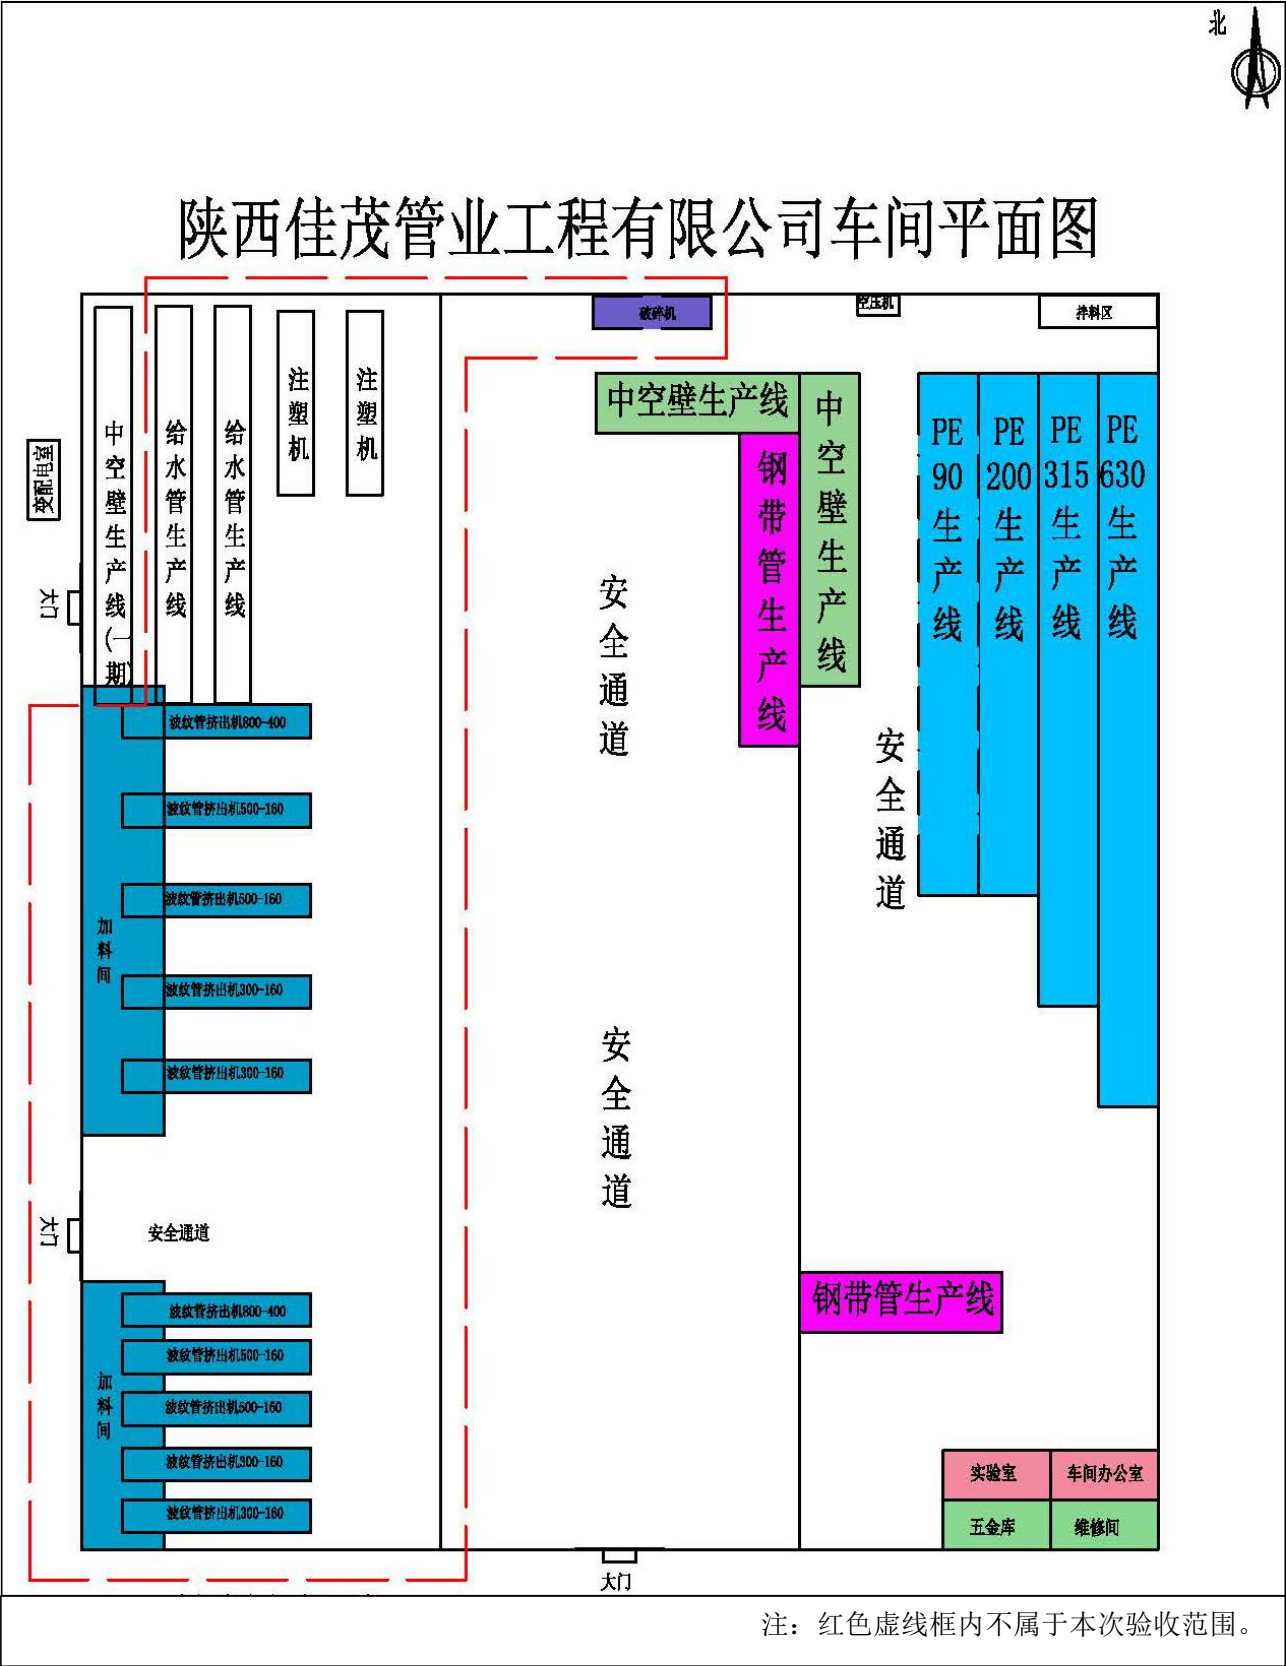 北
陕西佳茂管业工程有限公司车间平面图
破碎机
空压机
拌料区
中空壁生产线(一期)
给水管生产线
给水管生产线
注塑机
注塑机
变配电室
大门
中空壁生产线
中空壁生产线
钢带管生产线
PE90生产线
PE200生产线
PE315生产线
PE630生产线
安全通道
安全通道
波纹管挤出机800-400
波纹管挤出机500-160
波纹管挤出机500-160
波纹管挤出机300-160
波纹管挤出机300-160
加料间
安全通道
大门
安全通道
波纹管挤出机800-400
波纹管挤出机500-160
波纹管挤出机500-160
波纹管挤出机300-160
波纹管挤出机300-160
加料间
钢带管生产线
实验室
车间办公室
五金库
维修间
大门
注：红色虚线框内不属于本次验收范围。